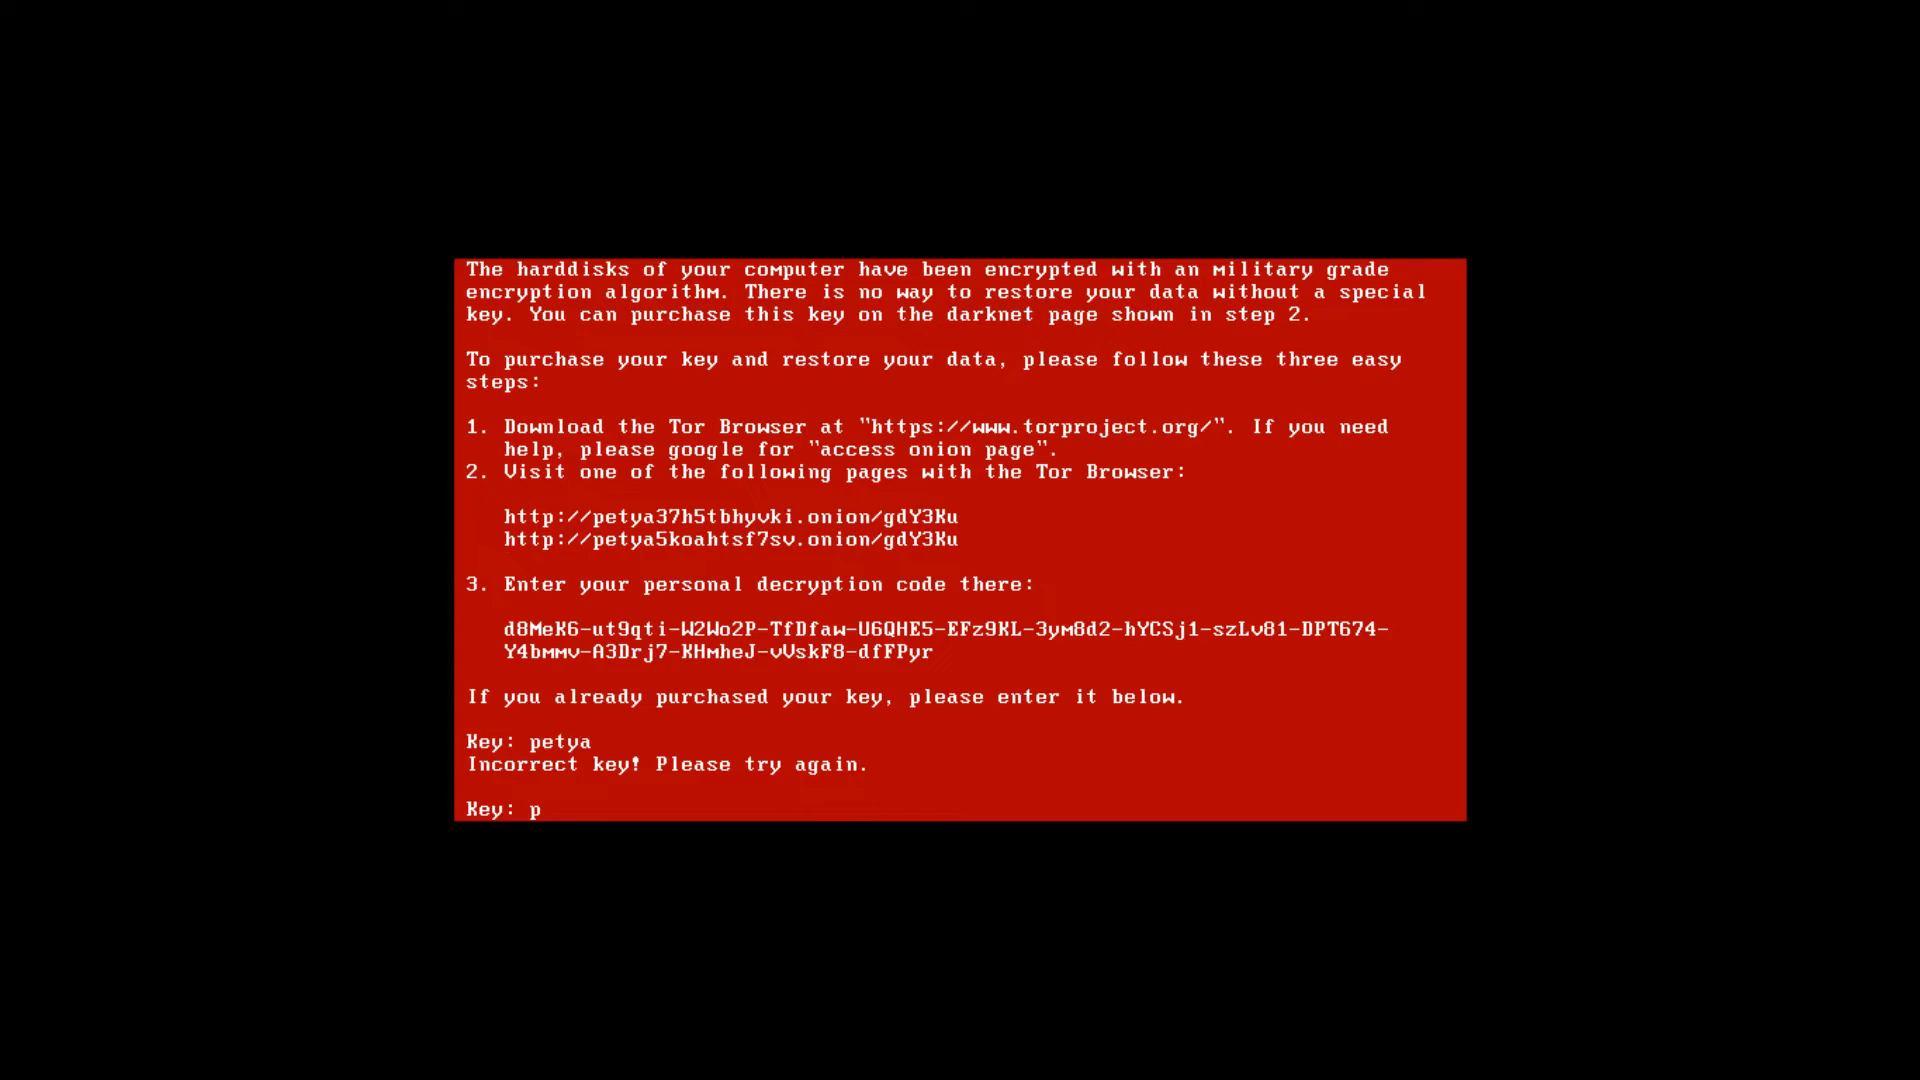 The harddisks of your computer have been encrypted with an military grade
encryption algorithm. There is no way to restore your data without a special
key. You can purchase this key on the darknet page shown in step 2.
To purchase your key and restore your data, please follow these three easy
steps:
1. Download the Tor Browser at "https://www.torproject.org/". If you need
help, please google for "access onion page".
2. Visit one of the following pages with the Tor Browser:
http://petya37h5tbhyvki.onion/gdY3Ku
http://petya5koahtsf7sv.onion/gdY3Ku
3. Enter your personal decryption code there:
d8MeK6-ut9qti-W2Wo2P-TfDfaw-U6QHE5-EFz9KL-3ym8d2-hYCSj1-szLv81-DPT674-
Y4bmmv-A3Drj7-KHmheJ-vVskF8-dfFPyr
If you already purchased your key, please enter it below.
Key: petya
Incorrect key! Please try again.
Key: p